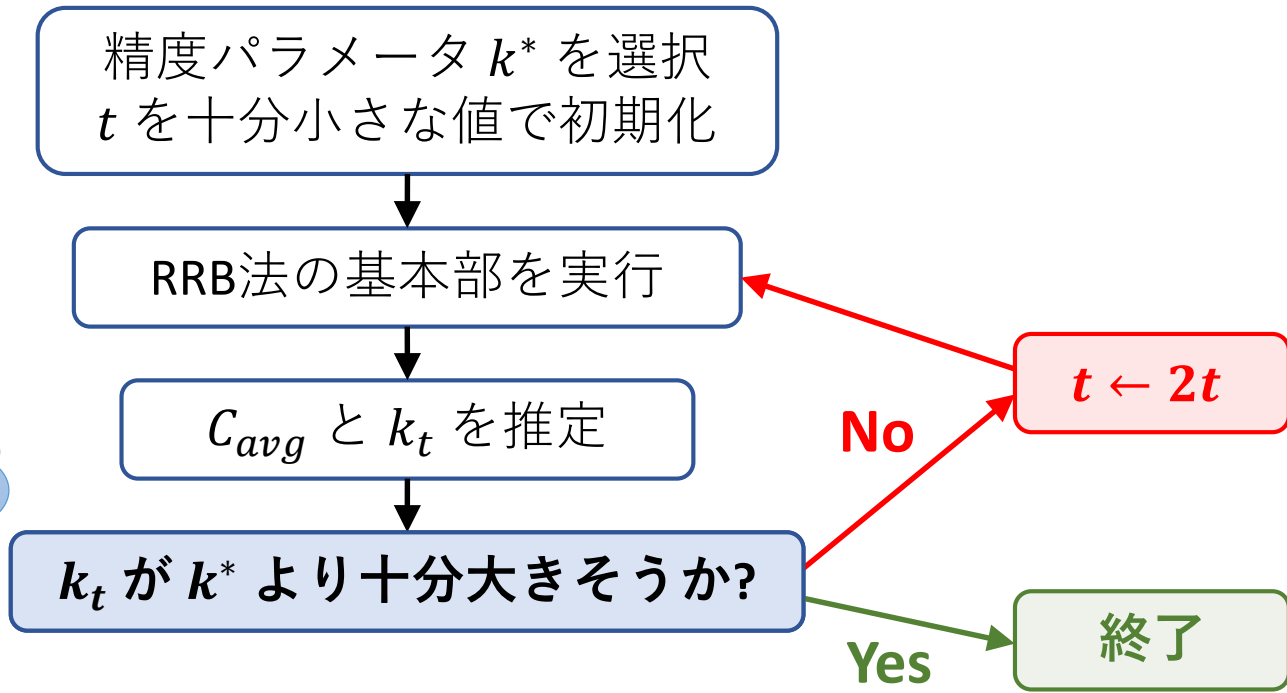 精度パラメータ k* を選択
t を十分小さな値で初期化
RRB法の基本部を実行
C_avg と k_t を推定
k_t が k* より十分大きそうか?
No
t ← 2t
Yes
終了